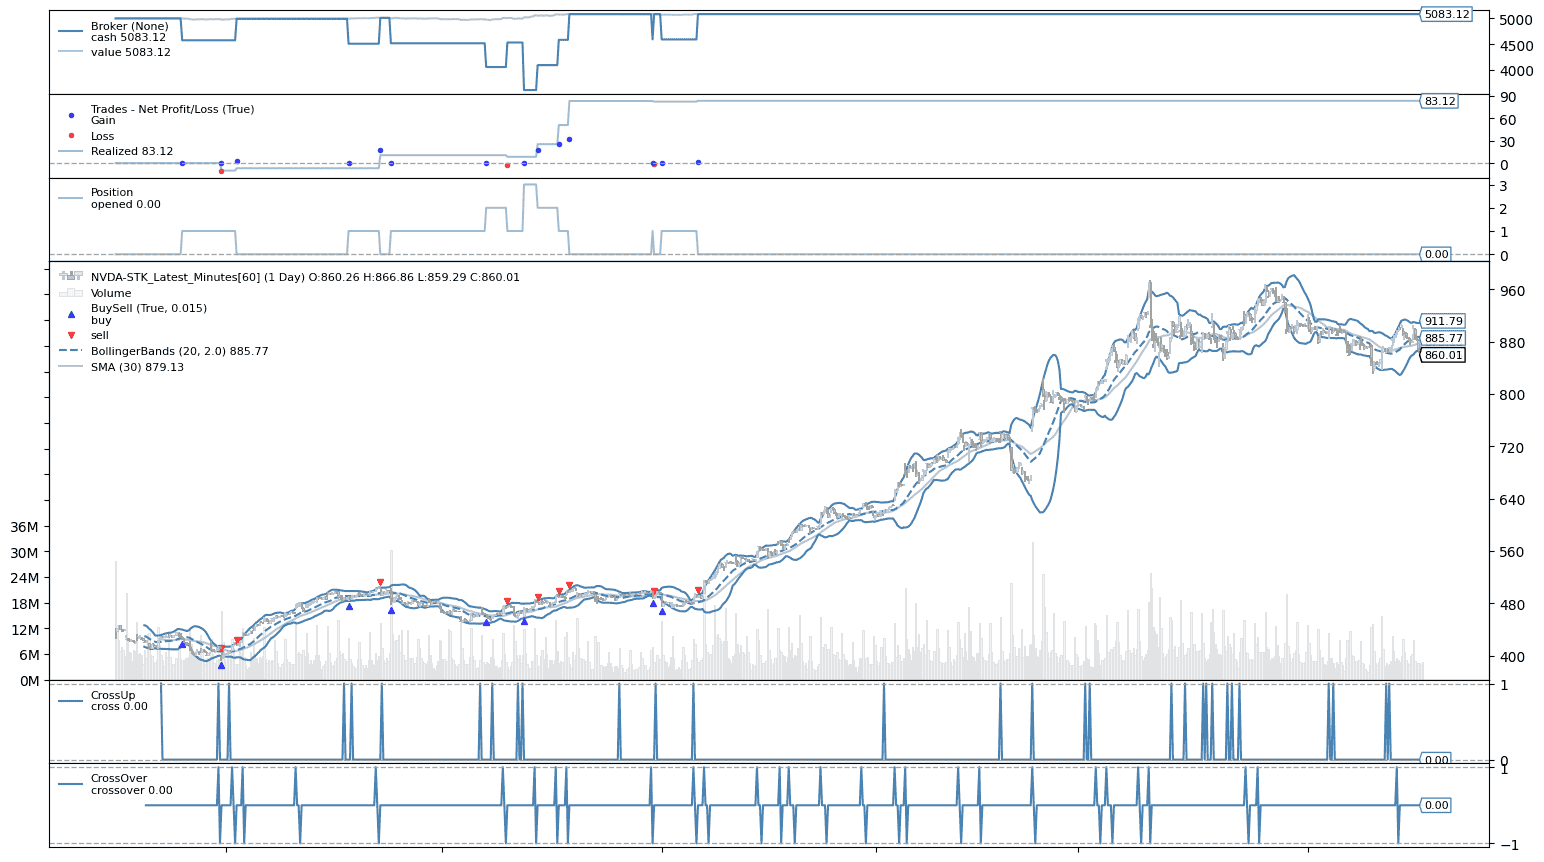 Broker (None)
cash 5083.12
value 5083.12
5083.12
5000
4500
4000
Trades - Net Profit/Loss (True)
Gain
Loss
Realized 83.12
83.12
90
60
30
0
Position
opened 0.00
0.00
3
2
1
0
NVDA-STK_Latest_Minutes[60] (1 Day) O:860.26 H:866.86 L:859.29 C:860.01
Volume
BuySell (True, 0.015)
buy
sell
BollingerBands (20, 2.0) 885.77
SMA (30) 879.13
911.79
885.77
860.01
960
880
800
720
640
560
480
400
36M
30M
24M
18M
12M
6M
0M
CrossUp
cross 0.00
0.00
1
0
CrossOver
crossover 0.00
0.00
1
−1